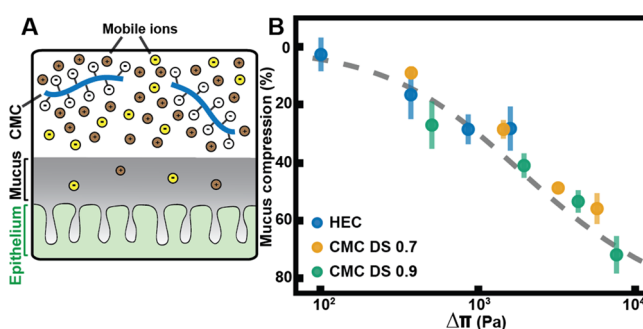 A
Mobile ions
CMC
Mucus
Epithelium
B
Mucus compression (%)
0
20
40
60
80
HEC
CMC DS 0.7
CMC DS 0.9
10²
10³
10⁴
Δπ (Pa)